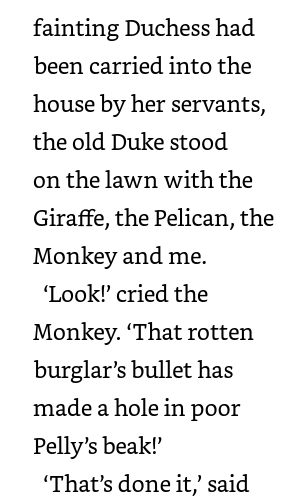 fainting Duchess had
been carried into the
house by her servants,
the old Duke stood
on the lawn with the
Giraffe, the Pelican, the
Monkey and me.
‘Look!’ cried the
Monkey. ‘That rotten
burglar’s bullet has
made a hole in poor
Pelly’s beak!’
‘That’s done it,’ said